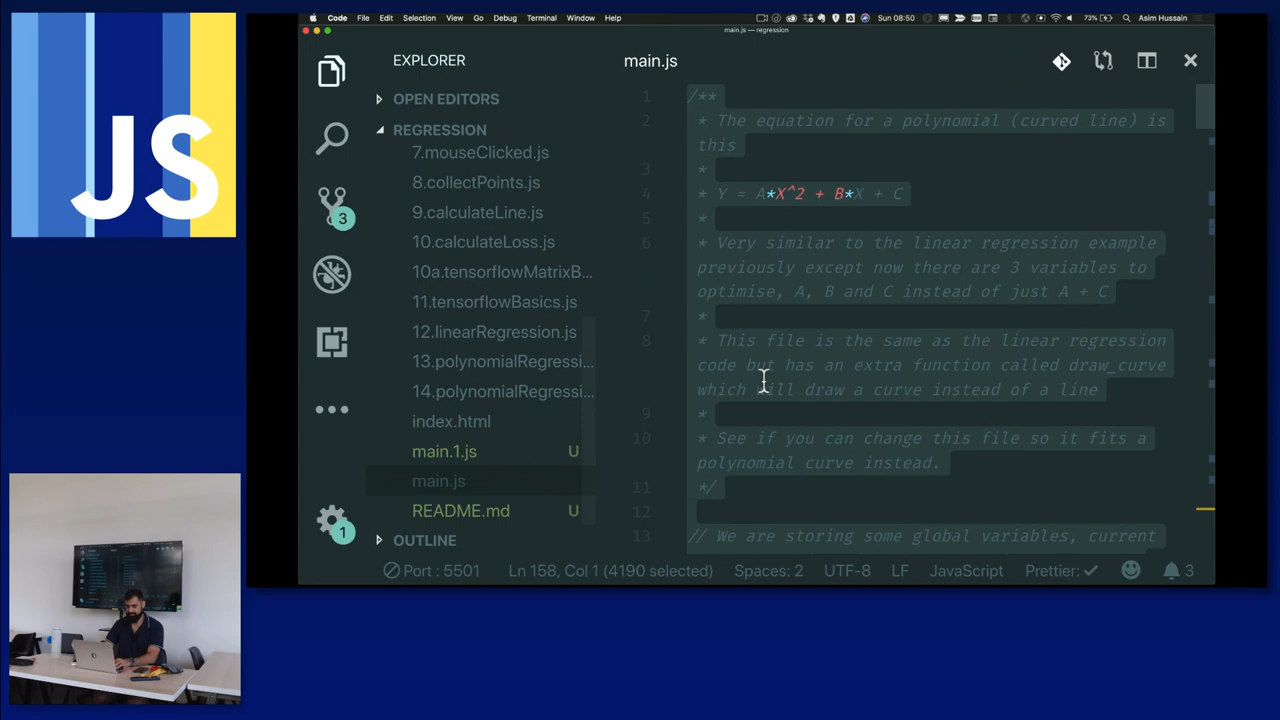 JS
Code File Edit Selection View Go Debug Terminal Window Help
Sun 08:50
73%
Asim Hussain
main.js — regression
EXPLORER
OPEN EDITORS
REGRESSION
7.mouseClicked.js
8.collectPoints.js
9.calculateLine.js
10.calculateLoss.js
10a.tensorflowMatrixB...
11.tensorflowBasics.js
12.linearRegression.js
13.polynomialRegressi...
14.polynomialRegressi...
index.html
main.1.js U
main.js
README.md U
OUTLINE
3
1
main.js
1 /**
2 * The equation for a polynomial (curved line) is
this
3 *
4 * Y = A*X^2 + B*X + C
5 *
6 * Very similar to the linear regression example
previously except now there are 3 variables to
optimise, A, B and C instead of just A + C
7 *
8 * This file is the same as the linear regression
code but has an extra function called draw_curve
which will draw a curve instead of a line
9 *
10 * See if you can change this file so it fits a
polynomial curve instead.
11 */
12
13 // We are storing some global variables, current
Port : 5501 Ln 158, Col 1 (4190 selected) Spaces: 2 UTF-8 LF JavaScript Prettier: ✓ 3